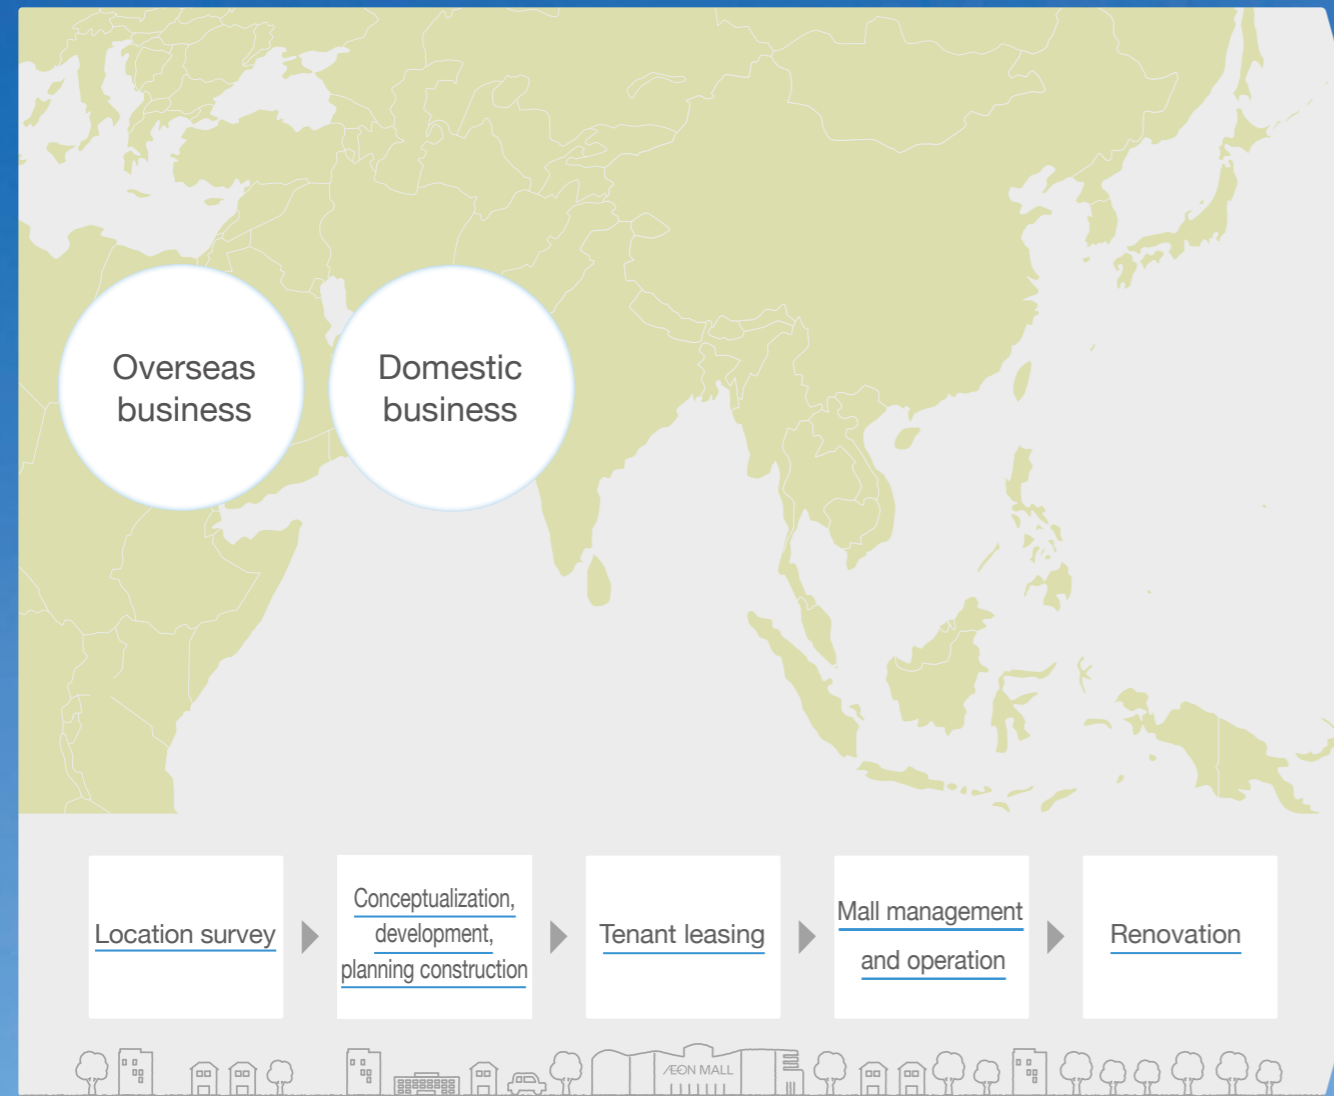 Overseas
business
Domestic
business
Location survey
Conceptualization,
development,
planning construction
Tenant leasing
Mall management
and operation
Renovation
ÆON MALL